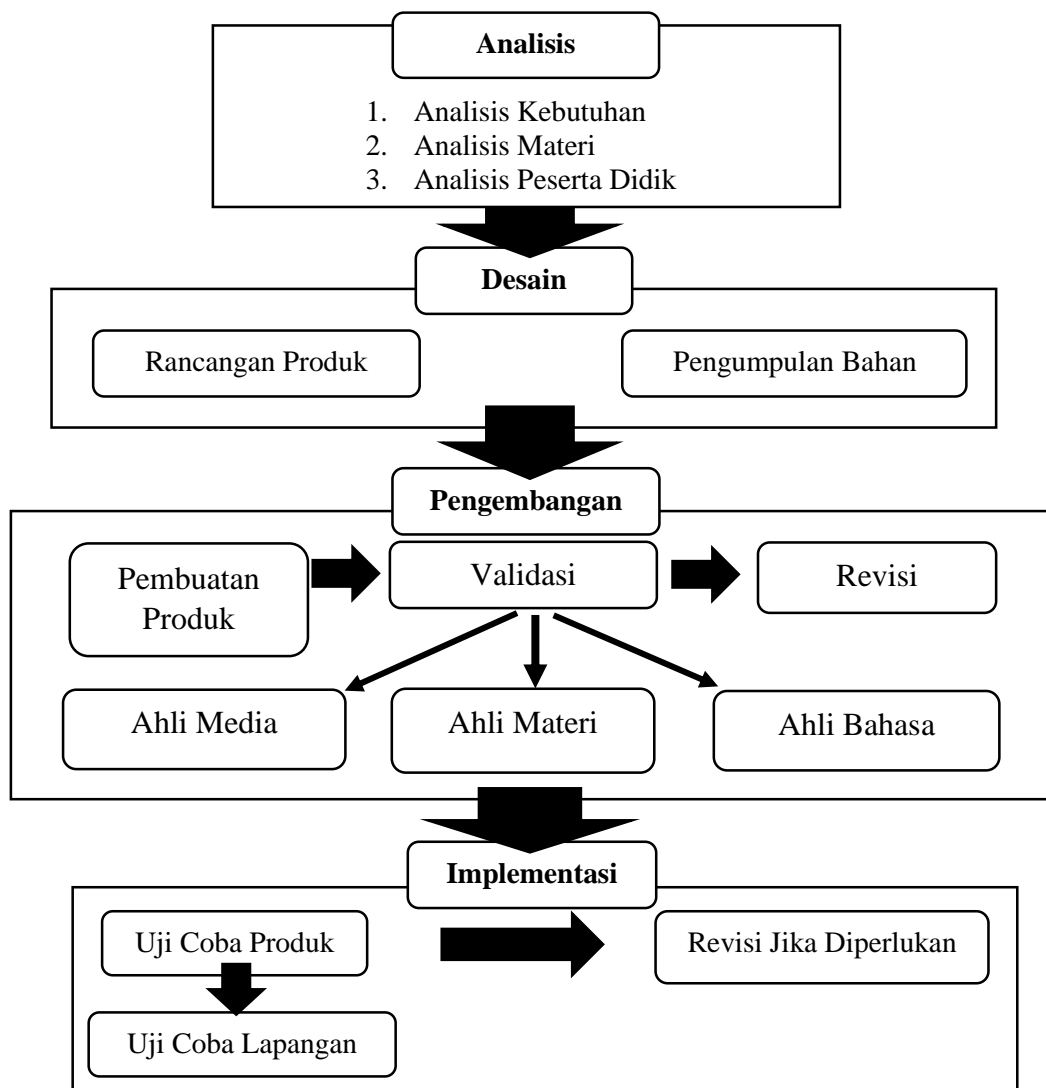 Analisis
1. Analisis Kebutuhan
2. Analisis Materi
3. Analisis Peserta Didik
Desain
Rancangan Produk
Pengumpulan Bahan
Pengembangan
Pembuatan
Produk
Validasi
Revisi
Ahli Media
Ahli Materi
Ahli Bahasa
Implementasi
Uji Coba Produk
Revisi Jika Diperlukan
Uji Coba Lapangan